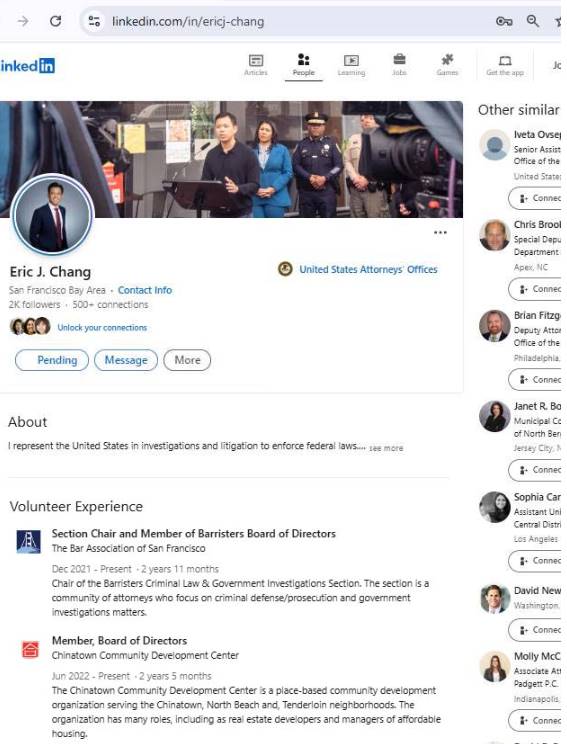 linkedin.com/in/ericj-chang
inked in
Articles
People
Learning
Jobs
Games
Get the app
Other similar
Eric J. Chang
San Francisco Bay Area · Contact Info
2K followers · 500+ connections
Unlock your connections
United States Attorneys' Offices
Pending
Message
More
About
I represent the United States in investigations and litigation to enforce federal laws.... see more
Volunteer Experience
Section Chair and Member of Barristers Board of Directors
The Bar Association of San Francisco
Dec 2021 - Present · 2 years 11 months
Chair of the Barristers Criminal Law & Government Investigations Section. The section is a
community of attorneys who focus on criminal defense/prosecution and government
investigations matters.
Member, Board of Directors
Chinatown Community Development Center
Jun 2022 - Present · 2 years 5 months
The Chinatown Community Development Center is a place-based community development
organization serving the Chinatown, North Beach and, Tenderloin neighborhoods. The
organization has many roles, including as real estate developers and managers of affordable
housing.
Iveta Ovsep
Senior Assist
Office of the
United States
Connec
Chris Brool
Special Depu
Department
Apex, NC
Connec
Brian Fitzg
Deputy Attor
Office of the
Philadelphia,
Connec
Janet R. Bo
Municipal Co
of North Ber
Jersey City, N
Connec
Sophia Car
Assistant Uni
Central Distri
Los Angeles
Connec
David New
Washington,
Connec
Molly McC
Associate Att
Padgett P.C.
Indianapolis,
Connec